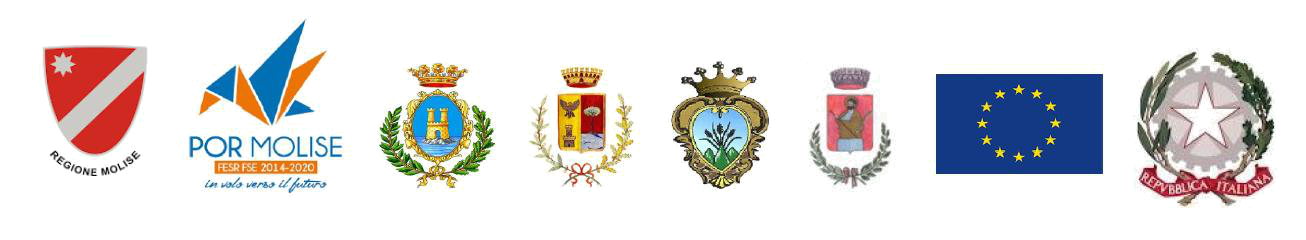 REGIONE MOLISE
POR MOLISE
FESR FSE 2014-2020
in volo verso il futuro
REPVBBLICA ITALIANA